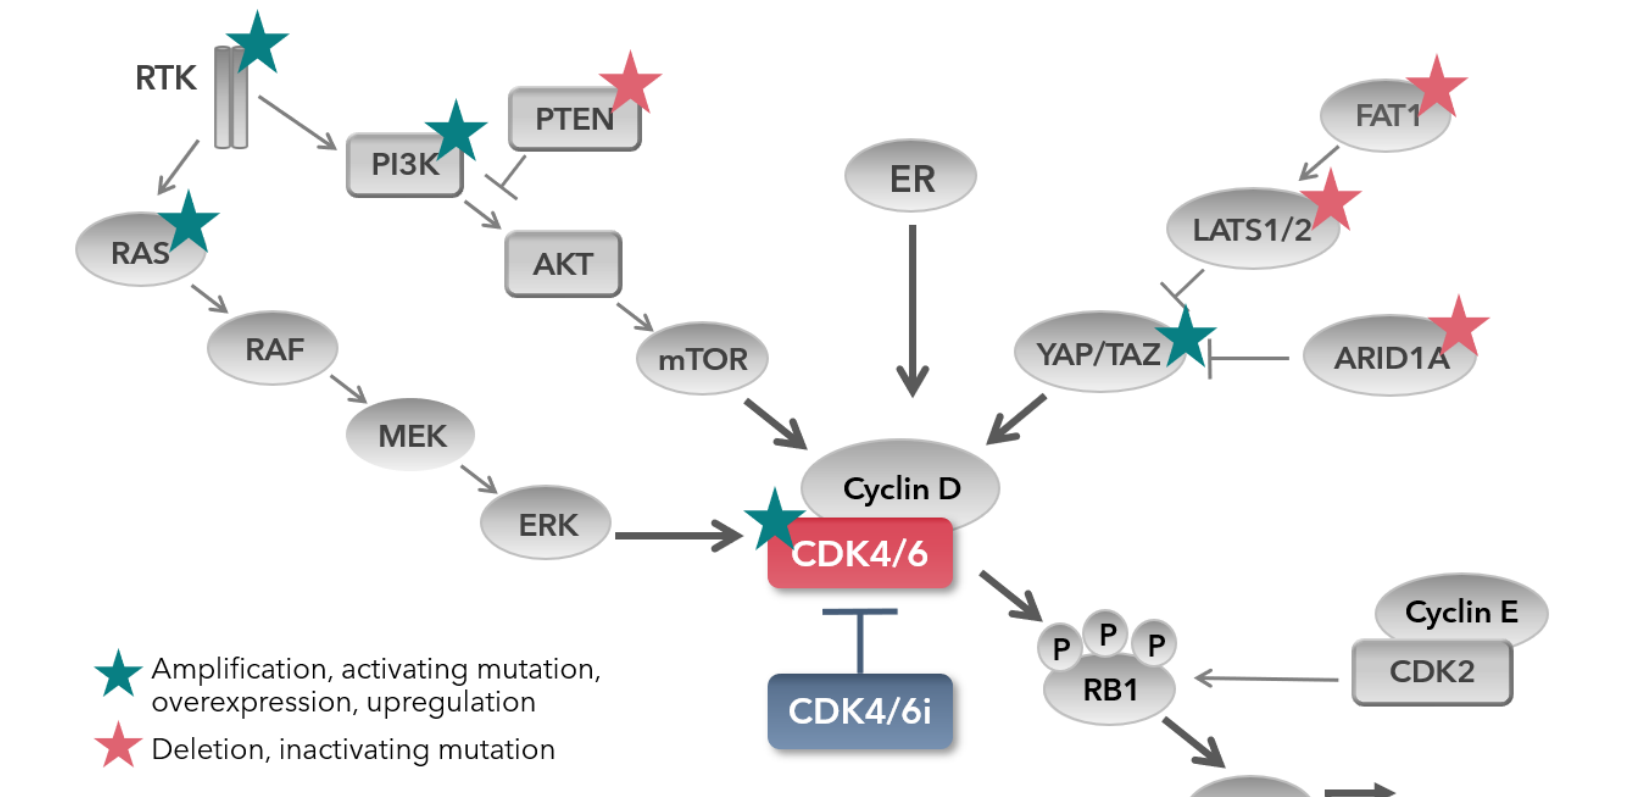 RTK
PTEN
FAT1
PI3K
ER
LATS1/2
RAS
AKT
RAF
mTOR
YAP/TAZ
ARID1A
MEK
Cyclin D
ERK
CDK4/6
Cyclin E
P P P
CDK2
RB1
CDK4/6i
Amplification, activating mutation,
overexpression, upregulation
Deletion, inactivating mutation